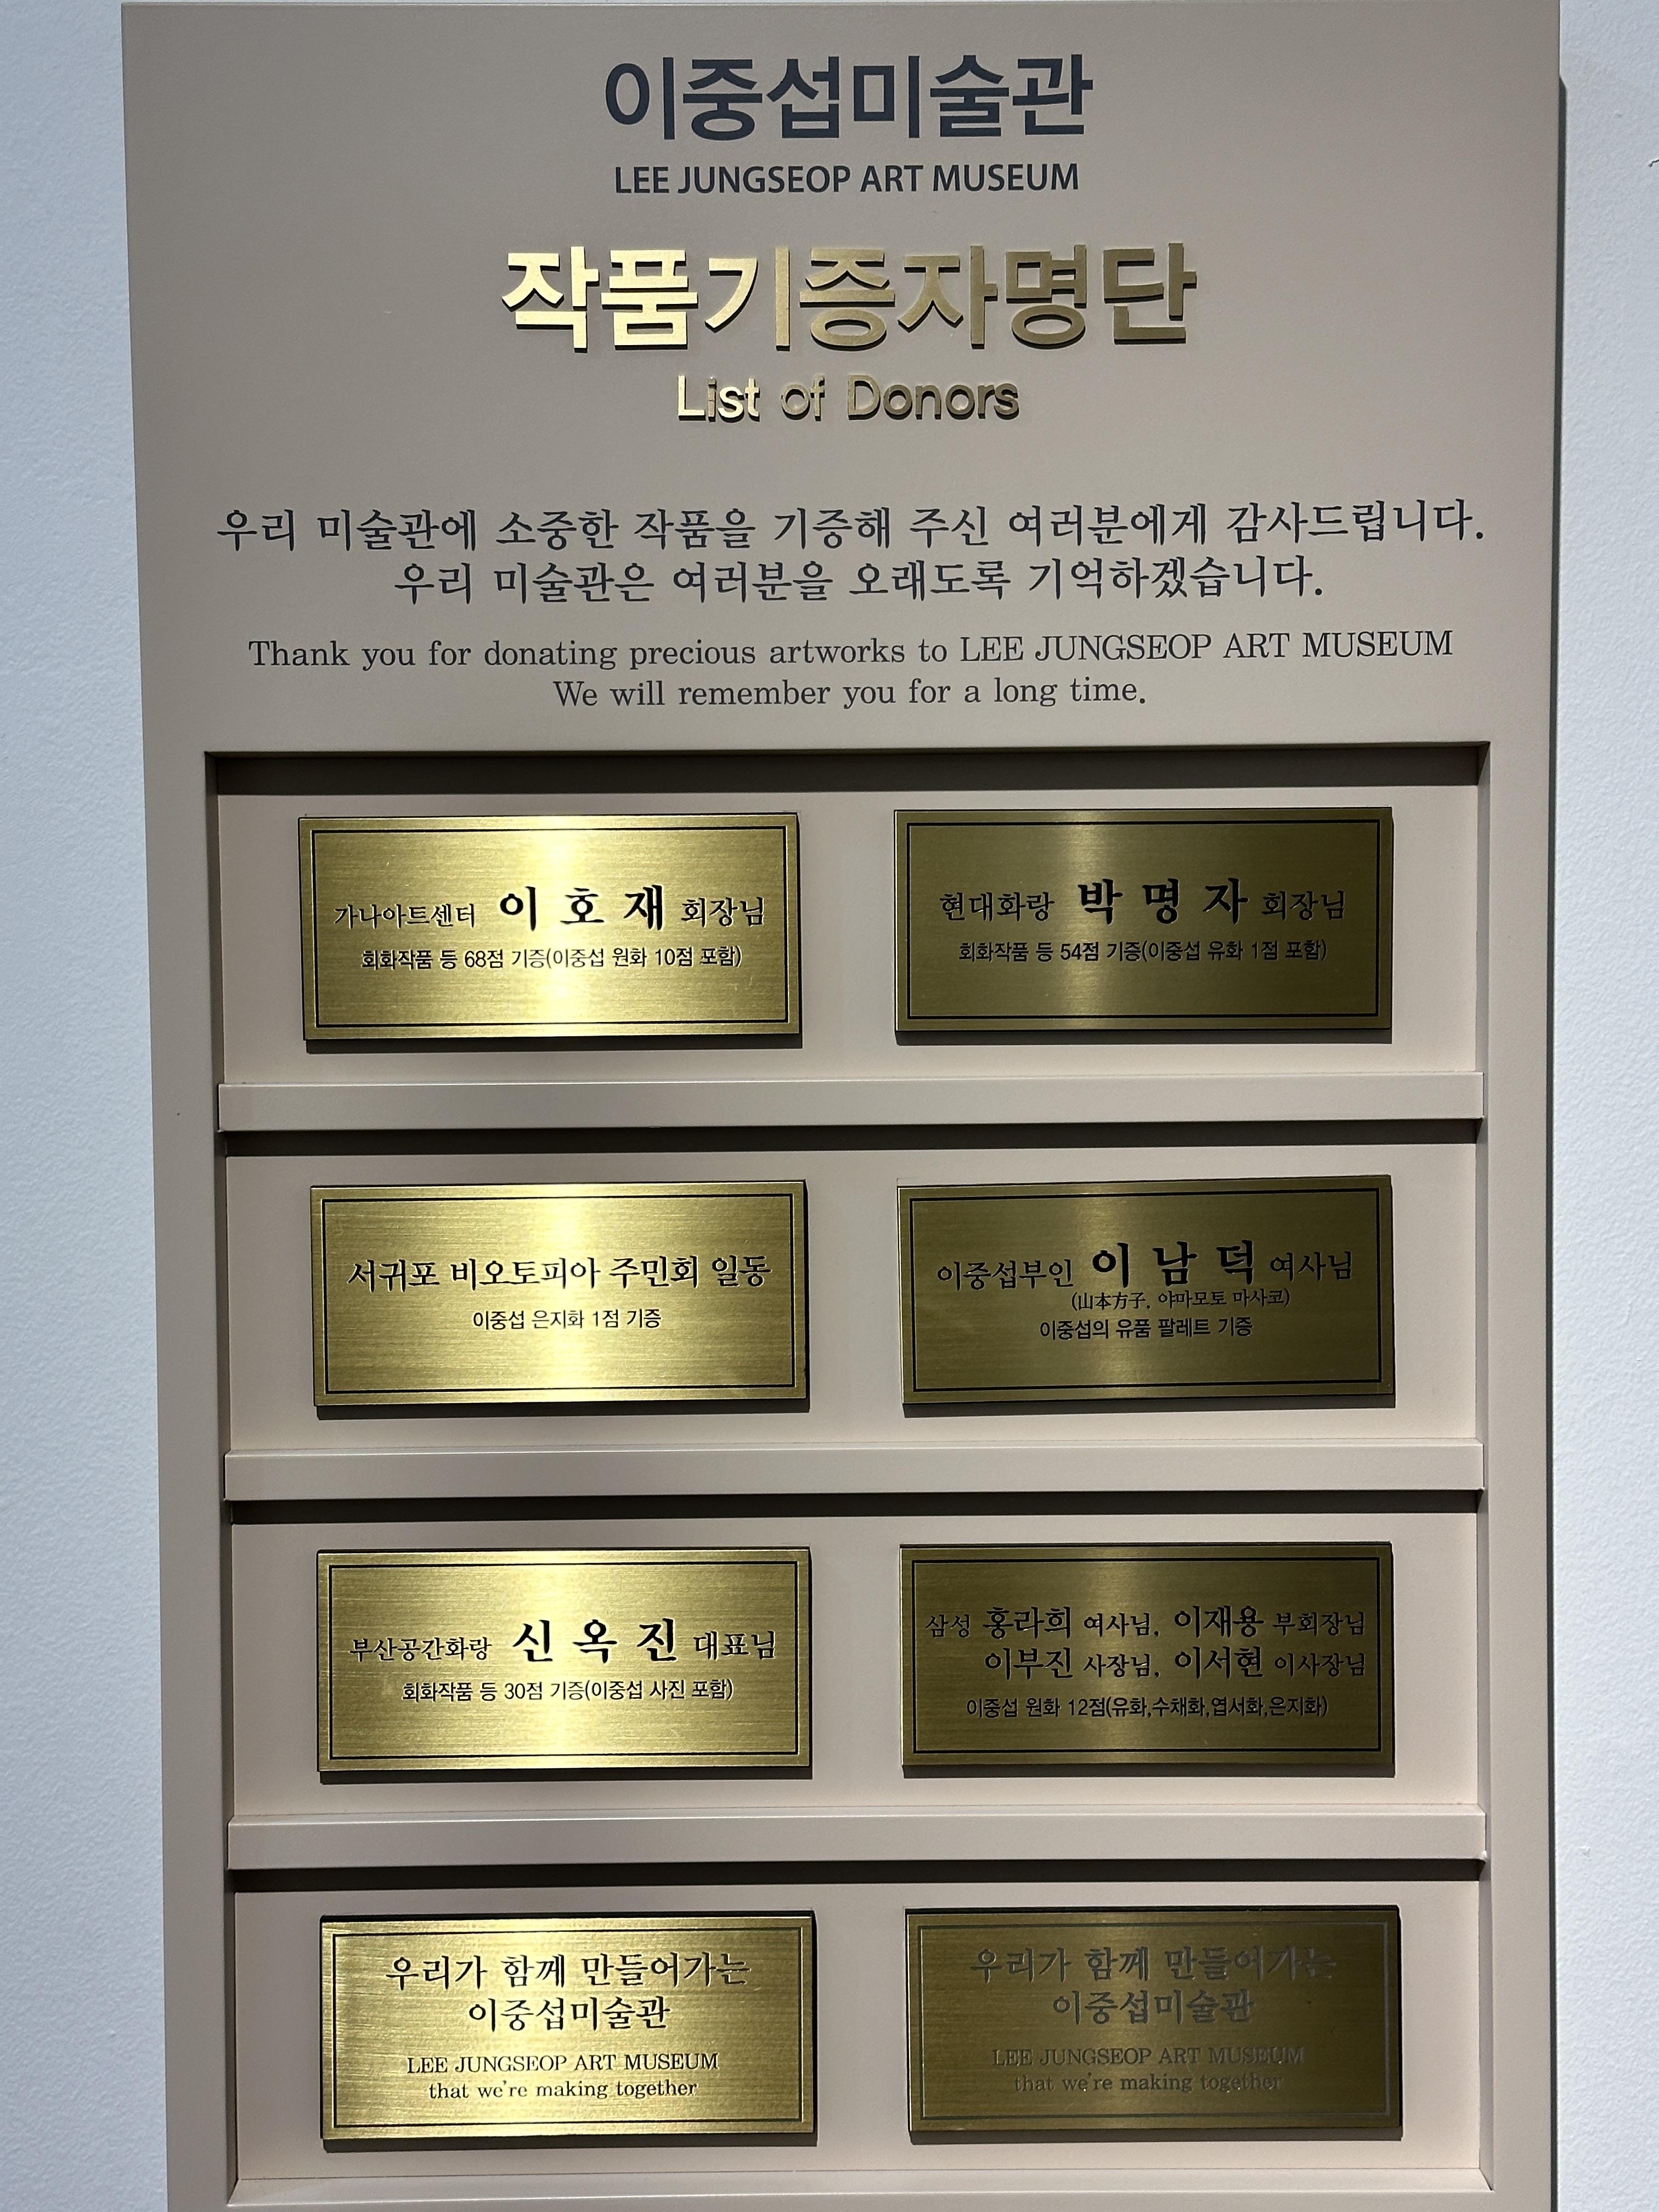 이중섭미술관
LEE JUNGSEOP ART MUSEUM
작품기증자명단
List of Donors
우리 미술관에 소중한 작품을 기증해 주신 여러분에게 감사드립니다.
우리 미술관은 여러분을 오래도록 기억하겠습니다.
Thank you for donating precious artworks to LEE JUNGSEOP ART MUSEUM
We will remember you for a long time.
가나아트센터 이 호 재 회장님
회화작품 등 68점 기증(이중섭 원화 10점 포함)
현대화랑 박 명 자 회장님
회화작품 등 54점 기증(이중섭 유화 1점 포함)
서귀포 비오토피아 주민회 일동
이중섭 은지화 1점 기증
이중섭부인 이 남 덕 여사님
(山本方子, 야마모토 마사코)
이중섭의 유품 팔레트 기증
부산공간화랑 신 옥 진 대표님
회화작품 등 30점 기증(이중섭 사진 포함)
삼성 홍라희 여사님, 이재용 부회장님
이부진 사장님, 이서현 이사장님
이중섭 원화 12점(유화,수채화,엽서화,은지화)
우리가 함께 만들어가는
이중섭미술관
LEE JUNGSEOP ART MUSEUM
that we're making together
우리가 함께 만들어가는
이중섭미술관
LEE JUNGSEOP ART MUSEUM
that we're making together